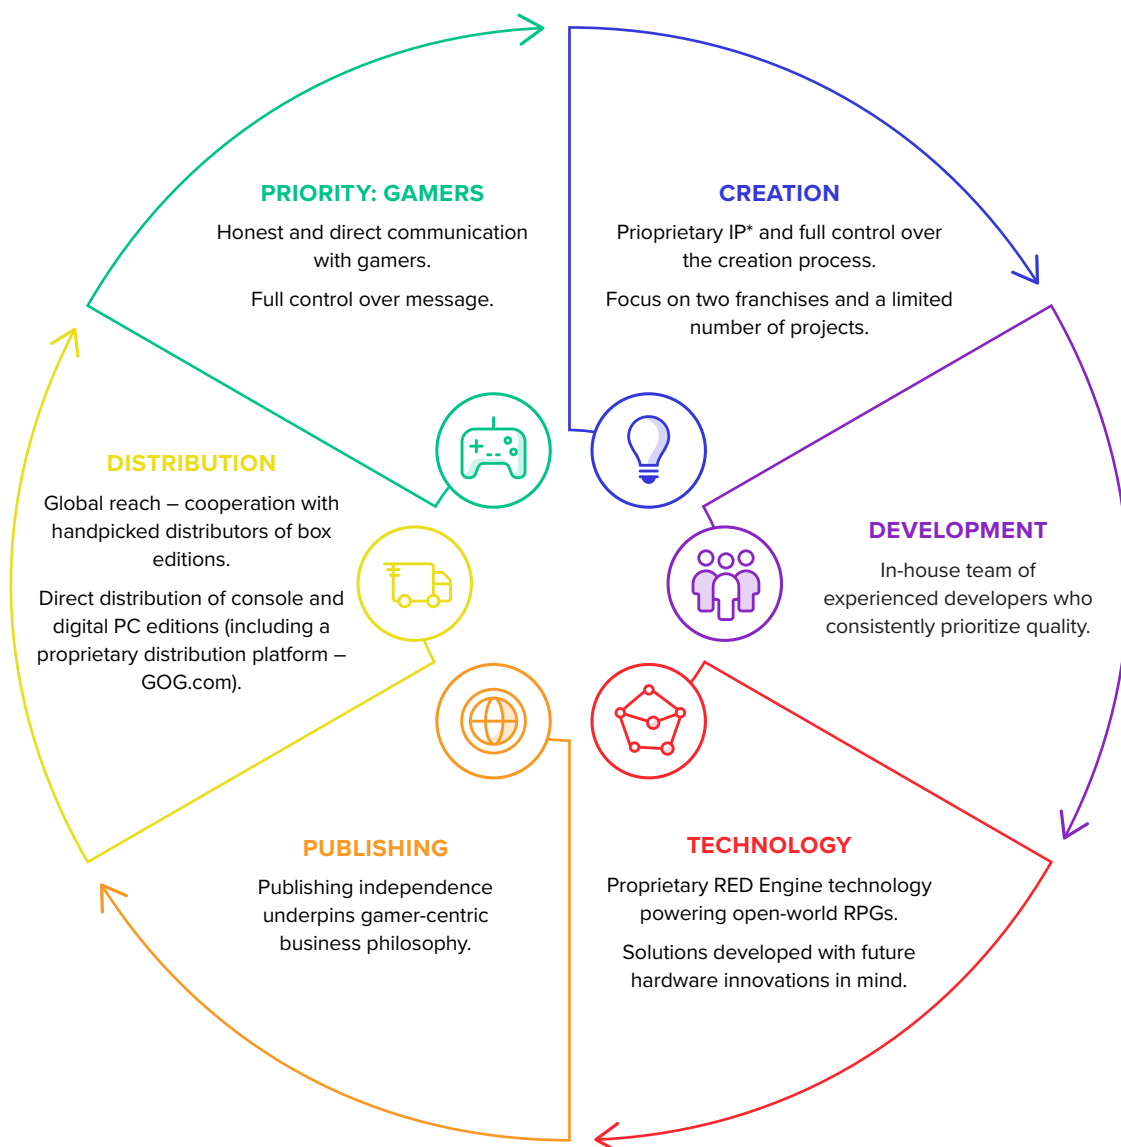 PRIORITY: GAMERS
Honest and direct communication
with gamers.
Full control over message.
CREATION
Prioprietary IP* and full control over
the creation process.
Focus on two franchises and a limited
number of projects.
DISTRIBUTION
Global reach – cooperation with
handpicked distributors of box
editions.
Direct distribution of console and
digital PC editions (including a
proprietary distribution platform –
GOG.com).
DEVELOPMENT
In-house team of
experienced developers who
consistently prioritize quality.
PUBLISHING
Publishing independence
underpins gamer-centric
business philosophy.
TECHNOLOGY
Proprietary RED Engine technology
powering open-world RPGs.
Solutions developed with future
hardware innovations in mind.